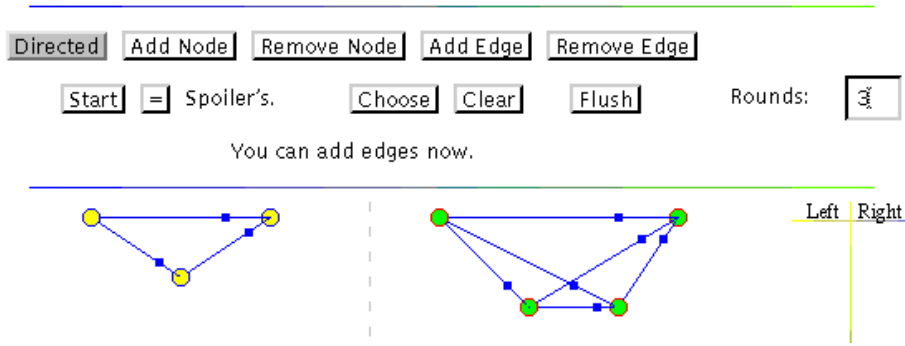 Directed Add Node Remove Node Add Edge Remove Edge
Start = Spoiler's. Choose Clear Flush Rounds: 3
You can add edges now.
Left Right